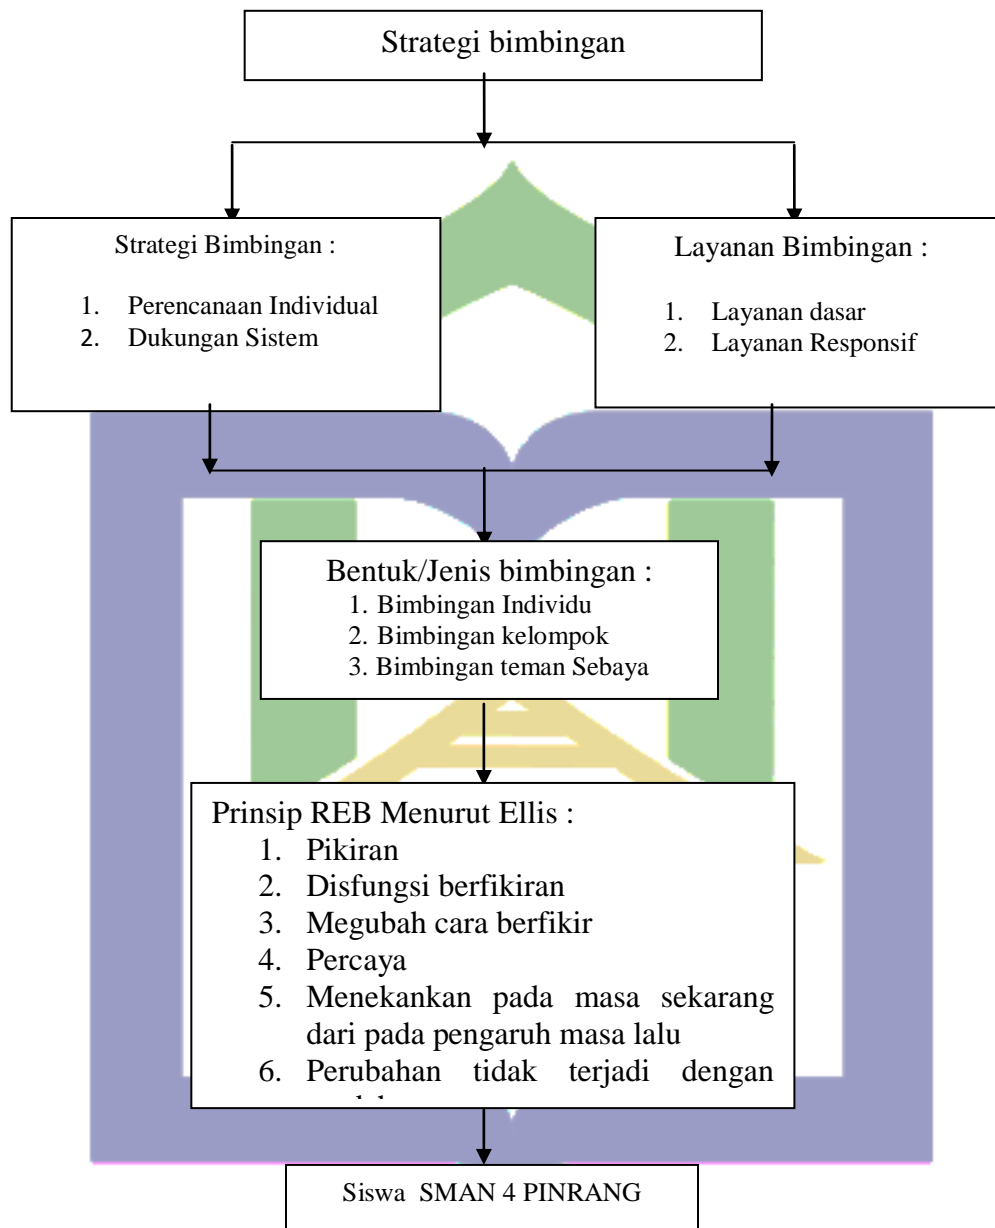 Strategi bimbingan
Strategi Bimbingan :
1. Perencanaan Individual
2. Dukungan Sistem
Layanan Bimbingan :
1. Layanan dasar
2. Layanan Responsif
Bentuk/Jenis bimbingan :
1. Bimbingan Individu
2. Bimbingan kelompok
3. Bimbingan teman Sebaya
Prinsip REB Menurut Ellis :
1. Pikiran
2. Disfungsi berfikiran
3. Megubah cara berfikir
4. Percaya
5. Menekankan pada masa sekarang
dari pada pengaruh masa lalu
6. Perubahan tidak terjadi dengan
Siswa SMAN 4 PINRANG